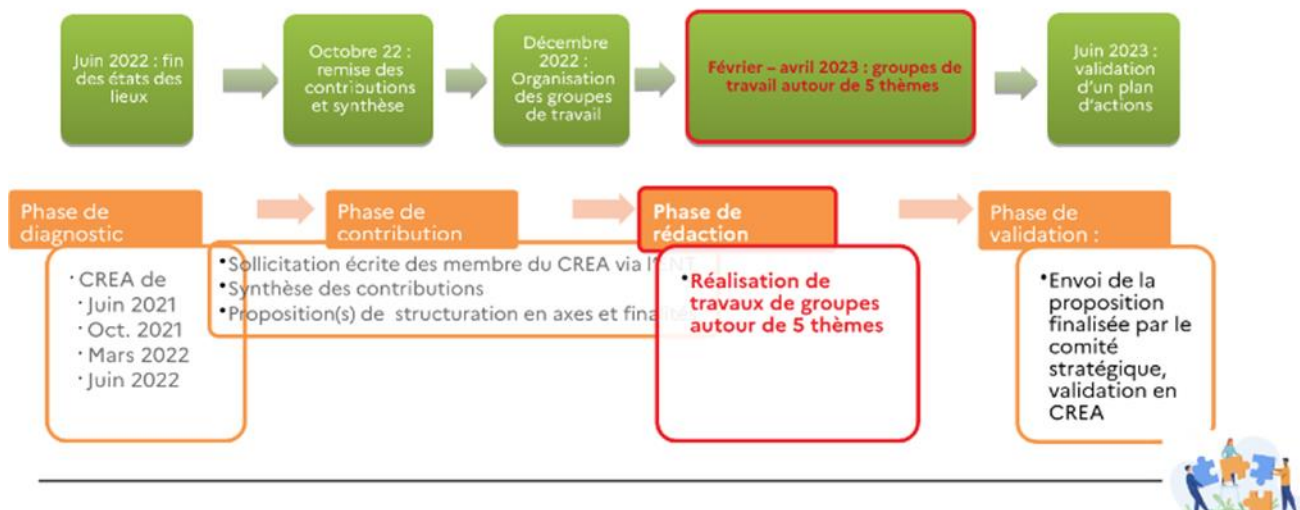 Juin 2022 : fin
des états des
lieux
Octobre 22 :
remise des
contributions
et synthèse
Décembre
2022 :
Organisation
des groupes
de travail
Février – avril 2023 : groupes de
travail autour de 5 thèmes
Juin 2023 :
validation
d'un plan
d'actions
Phase de
diagnostic
Phase de
contribution
Phase de
rédaction
Phase de
validation :
· CREA de
· Juin 2021
· Oct. 2021
· Mars 2022
· Juin 2022
•Sollicitation écrite des membre du CREA via l'ENT
•Synthèse des contributions
•Proposition(s) de structuration en axes et finalités
•Réalisation de
travaux de groupes
autour de 5 thèmes
•Envoi de la
proposition
finalisée par le
comité
stratégique,
validation en
CREA